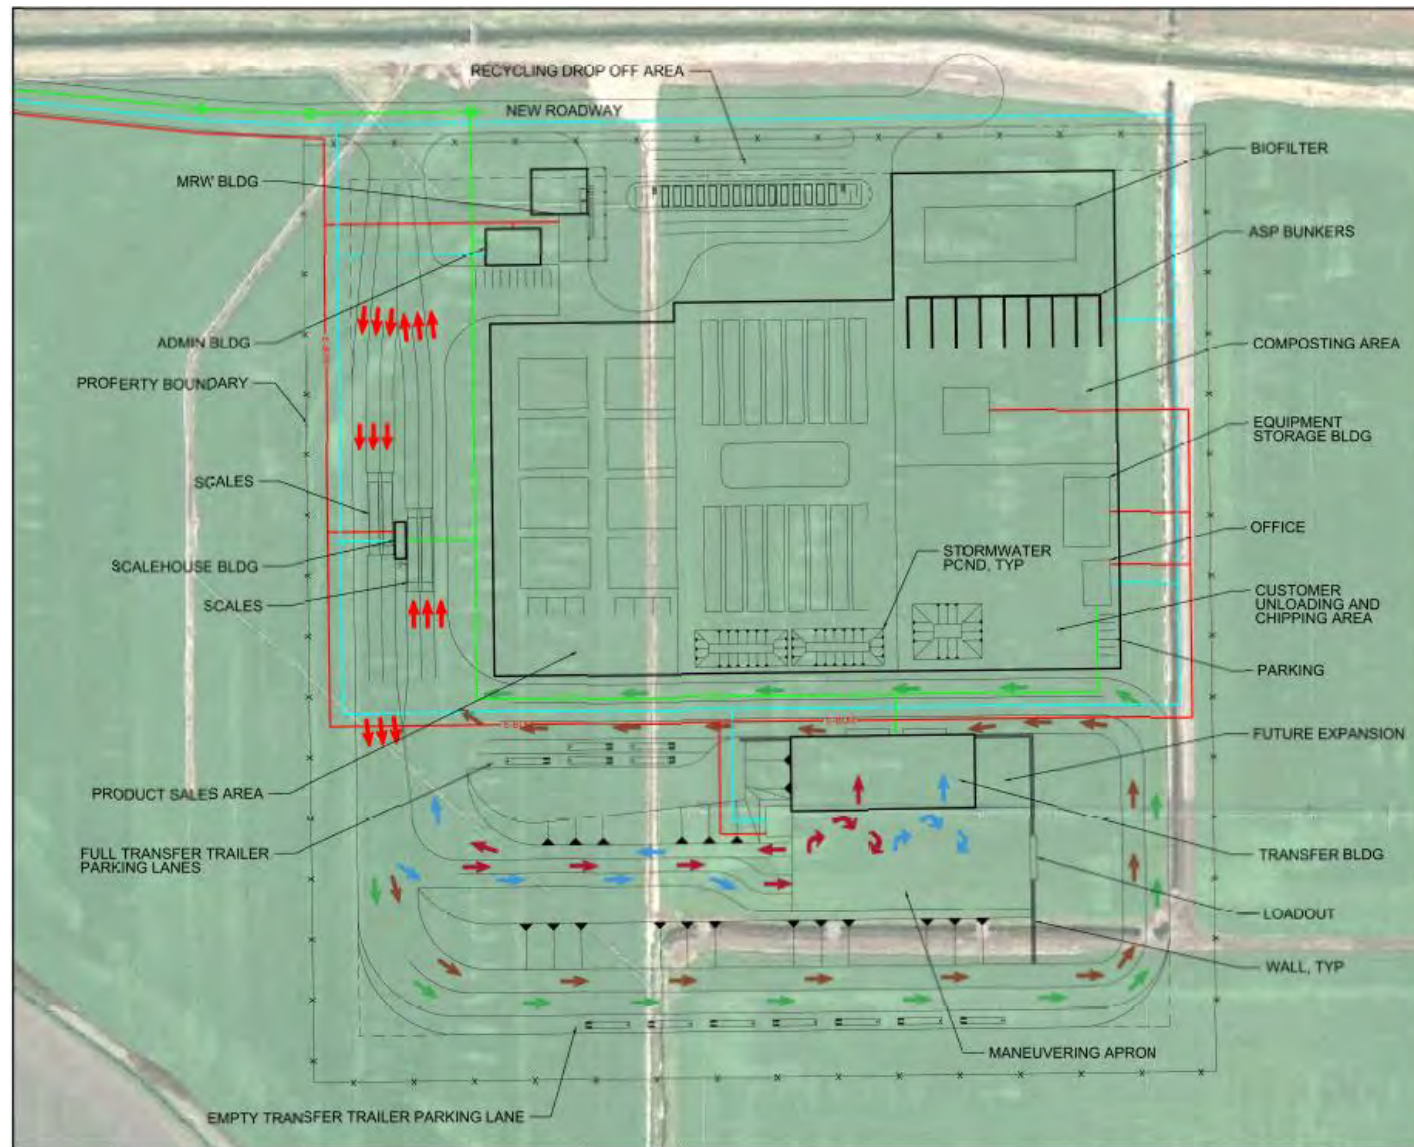 RECYCLING DROP OFF AREA
NEW ROADWAY
BIOFILTER
MRW BLDG
ASP BUNKERS
ADMIN BLDG
COMPOSTING AREA
PROPERTY BOUNDARY
EQUIPMENT
STORAGE BLDG
SCALES
OFFICE
STORMWATER
POND, TYP
SCALEHOUSE BLDG
CUSTOMER
UNLOADING AND
CHIPPING AREA
SCALES
PARKING
FUTURE EXPANSION
PRODUCT SALES AREA
FULL TRANSFER TRAILER
PARKING LANES
TRANSFER BLDG
LOADOUT
WALL, TYP
MANEUVERING APRON
EMPTY TRANSFER TRAILER PARKING LANE